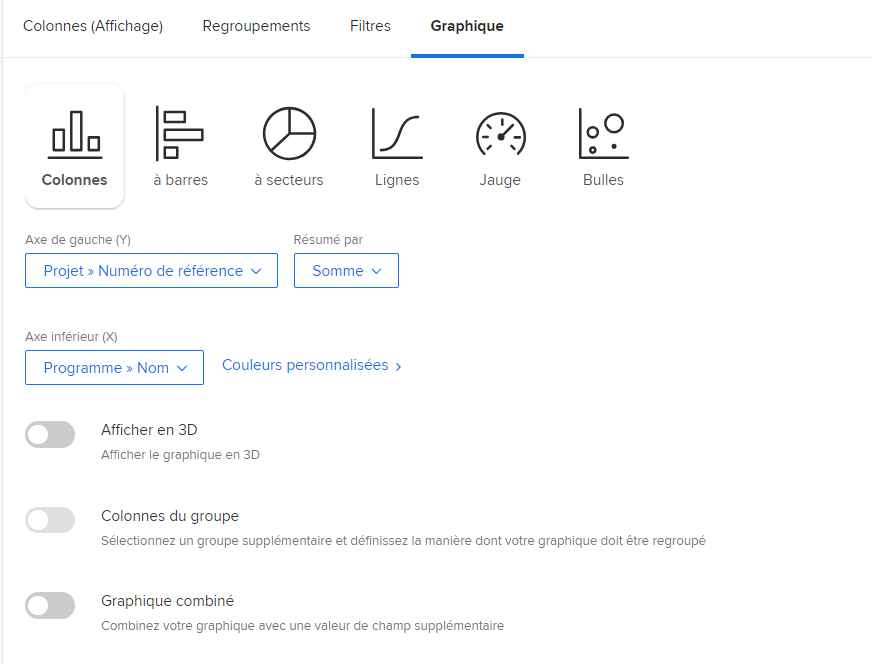 Colonnes (Affichage) Regroupements Filtres Graphique
Colonnes à barres à secteurs Lignes Jauge Bulles
Axe de gauche (Y) Résumé par
Projet » Numéro de référence Somme
Axe inférieur (X)
Programme » Nom Couleurs personnalisées
Afficher en 3D
Afficher le graphique en 3D
Colonnes du groupe
Sélectionnez un groupe supplémentaire et définissez la manière dont votre graphique doit être regroupé
Graphique combiné
Combinez votre graphique avec une valeur de champ supplémentaire